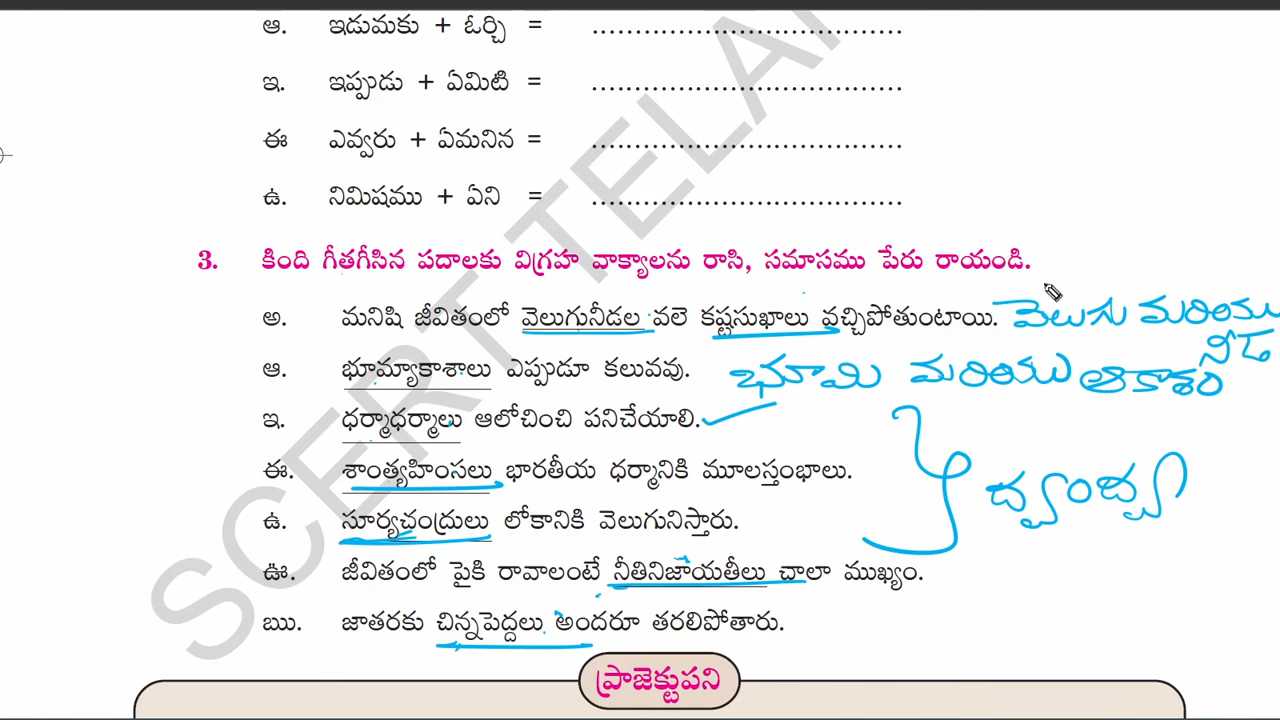 ఆ. ఇడుమకు + ఓర్చి = ....................................
ఇ. ఇప్పుడు + ఏమిటి = ....................................
ఈ ఎవ్వరు + ఏమనిన = ....................................
ఉ. నిమిషము + ఏని = ....................................
3. కింది గీతగీసిన పదాలకు విగ్రహ వాక్యాలను రాసి, సమాసము పేరు రాయండి.
అ. మనిషి జీవితంలో వెలుగునీడల వలె కష్టసుఖాలు వచ్చిపోతుంటాయి. వెలుగు మరియు
నీడ
ఆ. భూమ్యాకాశాలు ఎప్పుడూ కలువవు. భూమి మరియు ఆకాశం
ఇ. ధర్మాధర్మాలు ఆలోచించి పనిచేయాలి.
ఈ. శాంత్యహింసలు భారతీయ ధర్మానికి మూలస్తంభాలు. ద్వంద్వ
ఉ. సూర్యచంద్రులు లోకానికి వెలుగునిస్తారు.
ఊ. జీవితంలో పైకి రావాలంటే నీతినిజాయతీలు చాలా ముఖ్యం.
ఋ. జాతరకు చిన్నపెద్దలు అందరూ తరలిపోతారు.
ప్రాజెక్టుపని
SCERT TELAN